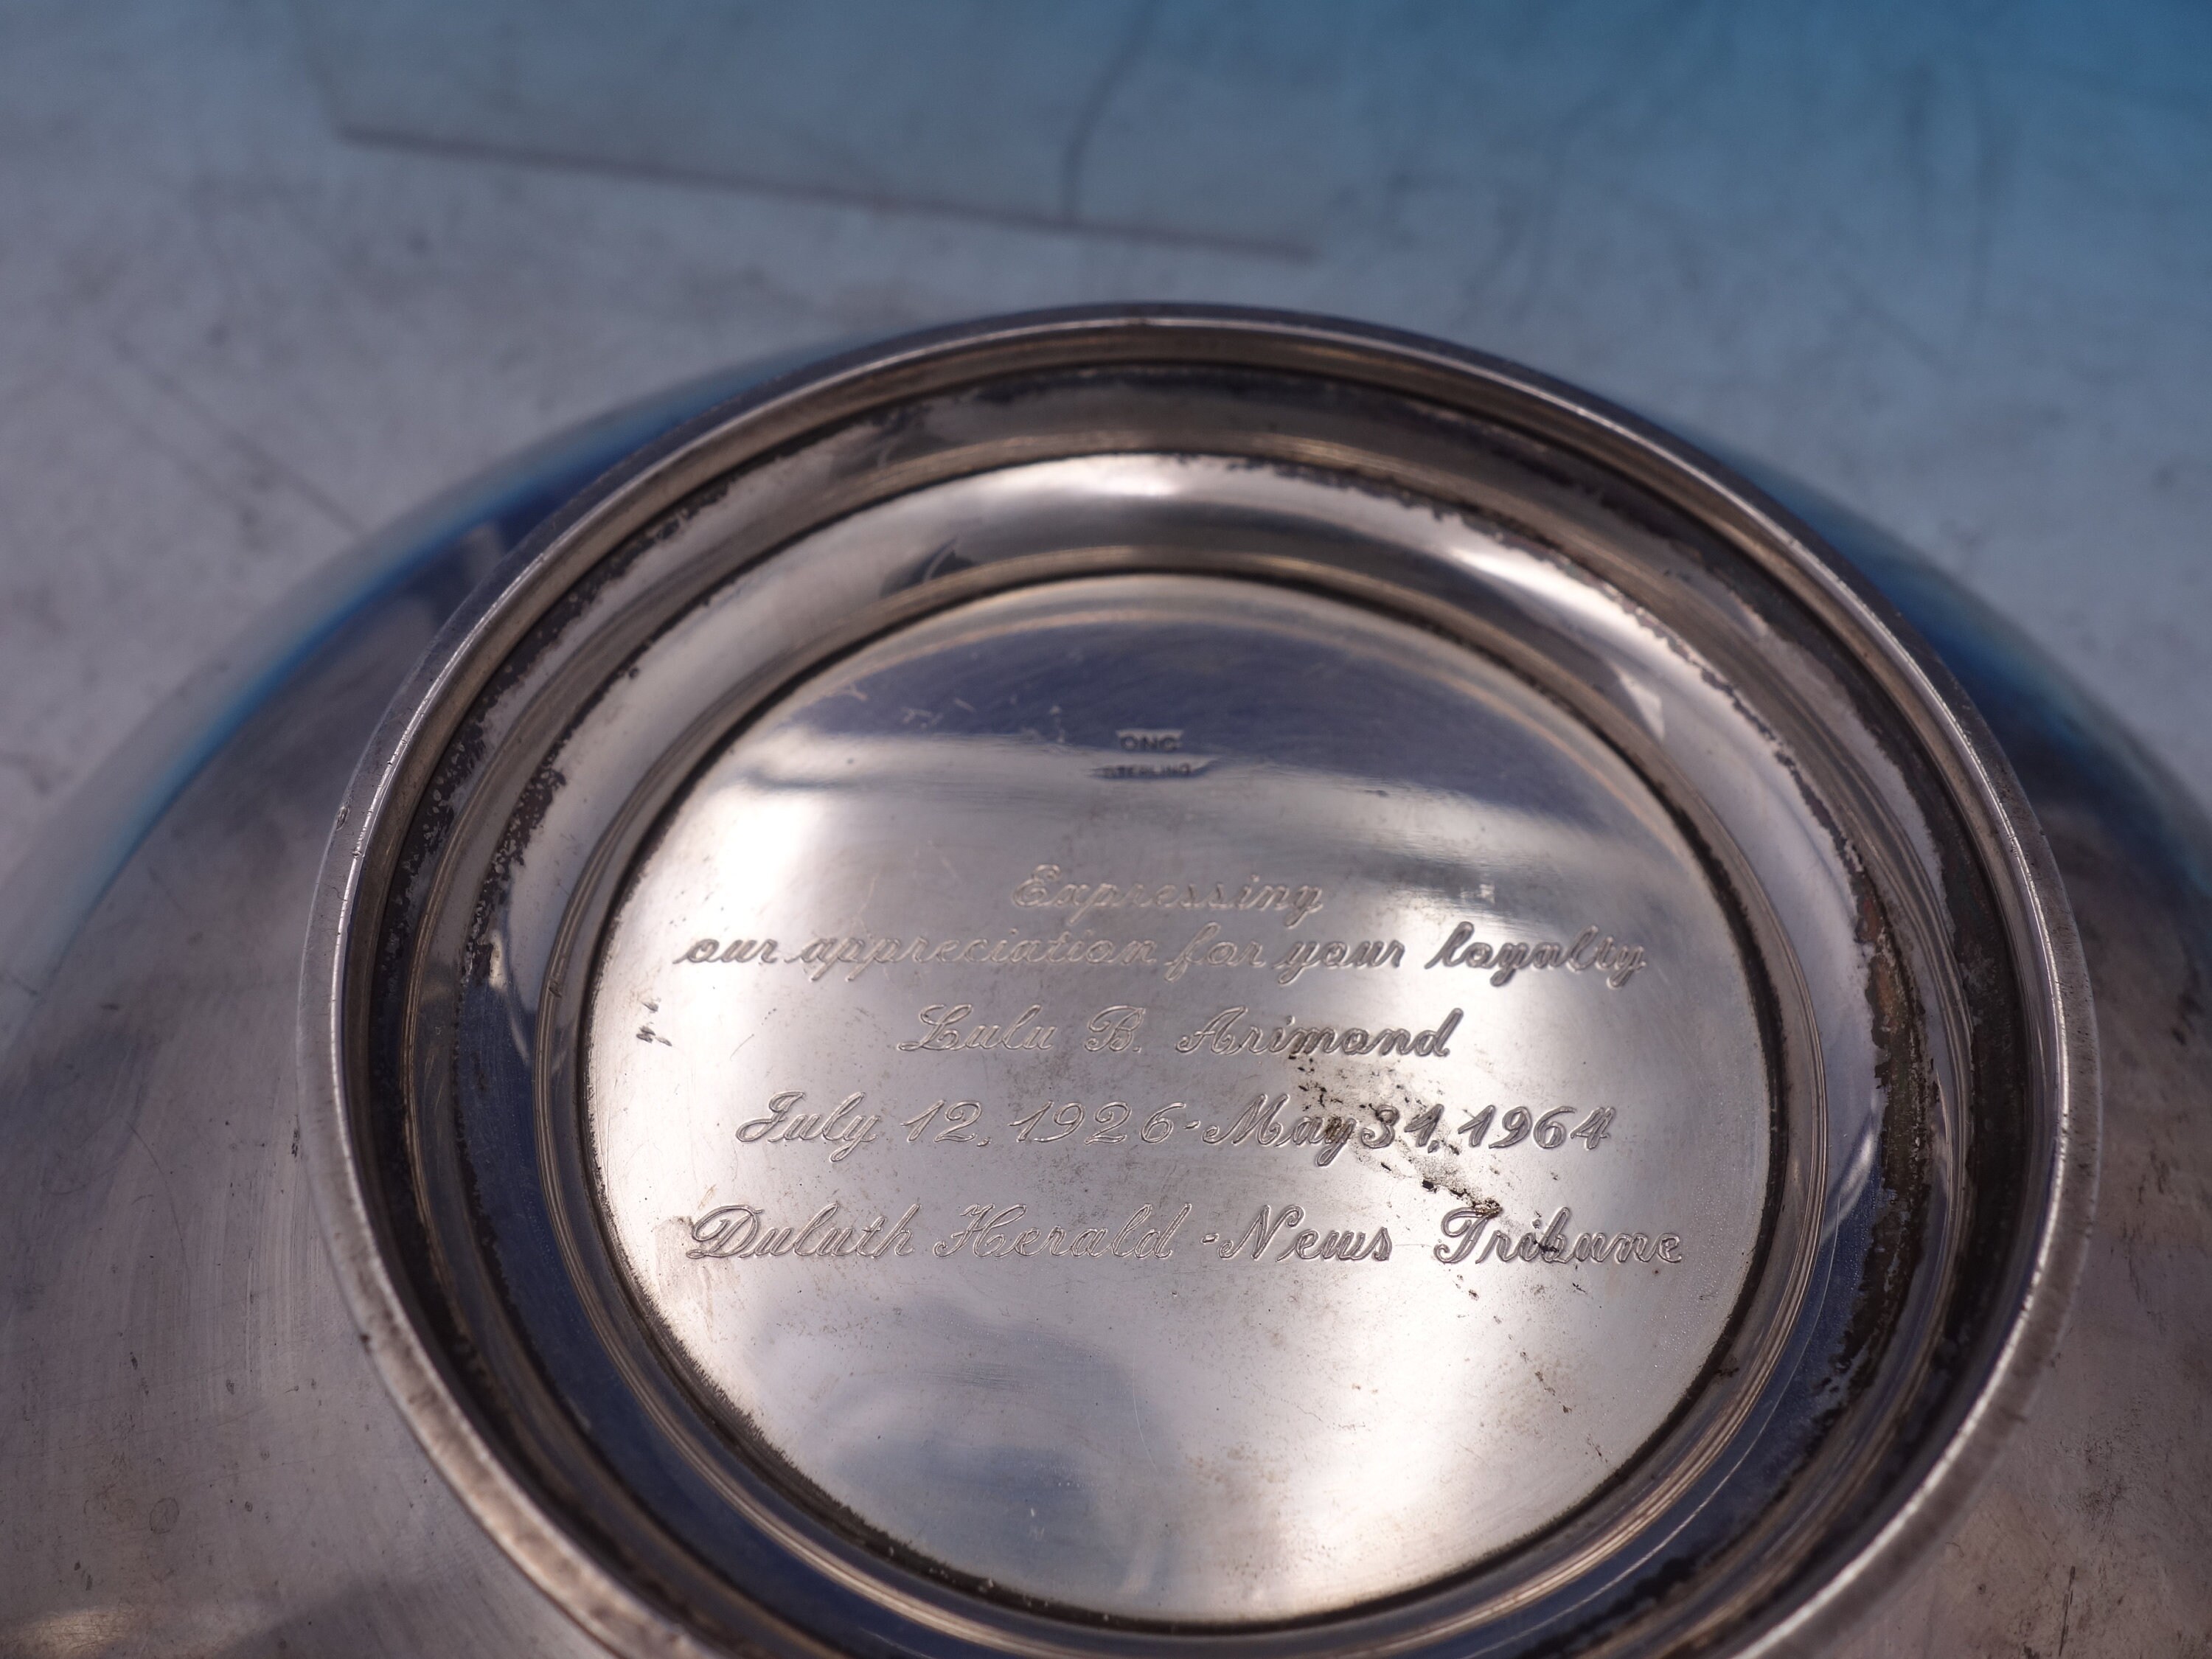 ONC
STERLING
Expressing
our appreciation for your loyalty
Lulu B. Arimond
July 12, 1926-May 31, 1964
Duluth Herald-News Tribune